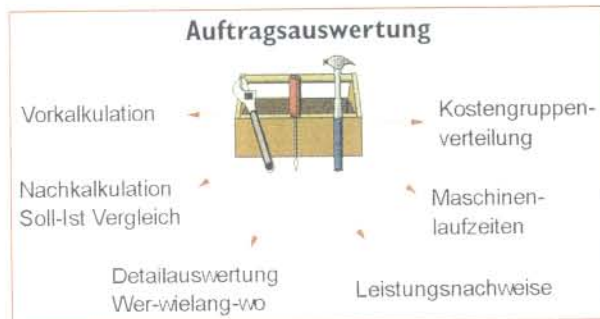 Auftragsauswertung
Vorkalkulation
Kostengruppen-
verteilung
Nachkalkulation
Soll-Ist Vergleich
Maschinen-
laufzeiten
Detailauswertung
Wer-wielang-wo
Leistungsnachweise